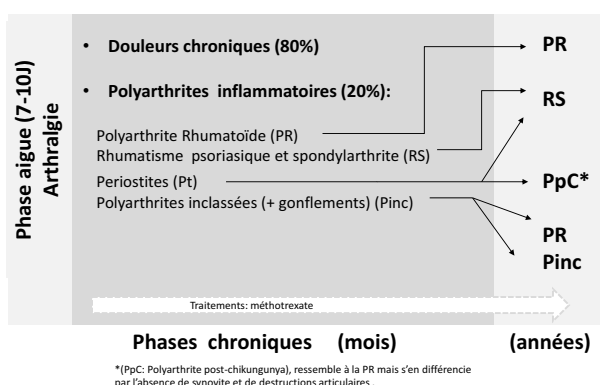 Phase aigue (7-10J)
Arthralgie
• Douleurs chroniques (80%)
• Polyarthrites inflammatoires (20%):
Polyarthrite Rhumatoïde (PR)
Rhumatisme psoriasique et spondylarthrite (RS)
Periostites (Pt)
Polyarthrites inclassées (+ gonflements) (Pinc)
PR
RS
PpC*
PR
Pinc
Traitements: méthotrexate
Phases chroniques (mois) (années)
*(PpC: Polyarthrite post-chikungunya), ressemble à la PR mais s'en différencie
par l'absence de synovite et de destructions articulaires .